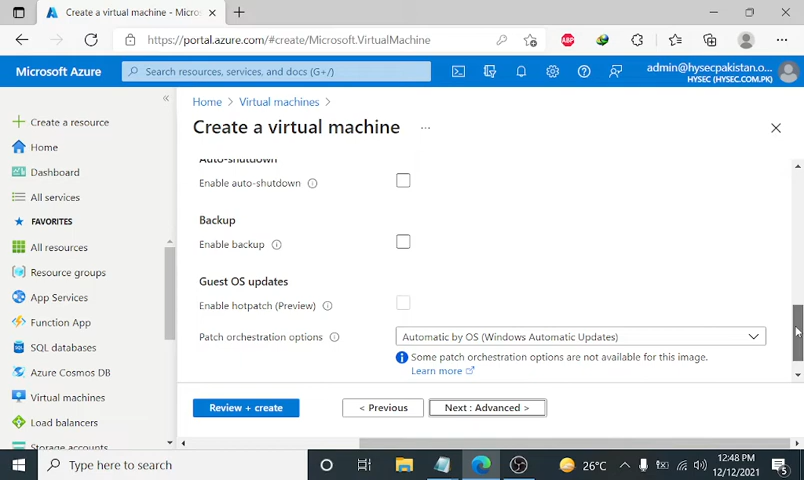 Create a virtual machine - Micros
https://portal.azure.com/#create/Microsoft.VirtualMachine
ABP
Microsoft Azure
Search resources, services, and docs (G+/)
admin@hysecpakistan.o...
HYSEC (HYSEC.COM.PK)
Home > Virtual machines >
Create a virtual machine ...
Create a resource
Home
Dashboard
All services
FAVORITES
All resources
Resource groups
App Services
Function App
SQL databases
Azure Cosmos DB
Virtual machines
Load balancers
Storage accounts
Auto-shutdown
Enable auto-shutdown
Backup
Enable backup
Guest OS updates
Enable hotpatch (Preview)
Patch orchestration options
Automatic by OS (Windows Automatic Updates)
Some patch orchestration options are not available for this image.
Learn more
Review + create
< Previous
Next : Advanced >
Type here to search
26°C
12:48 PM
12/12/2021
5